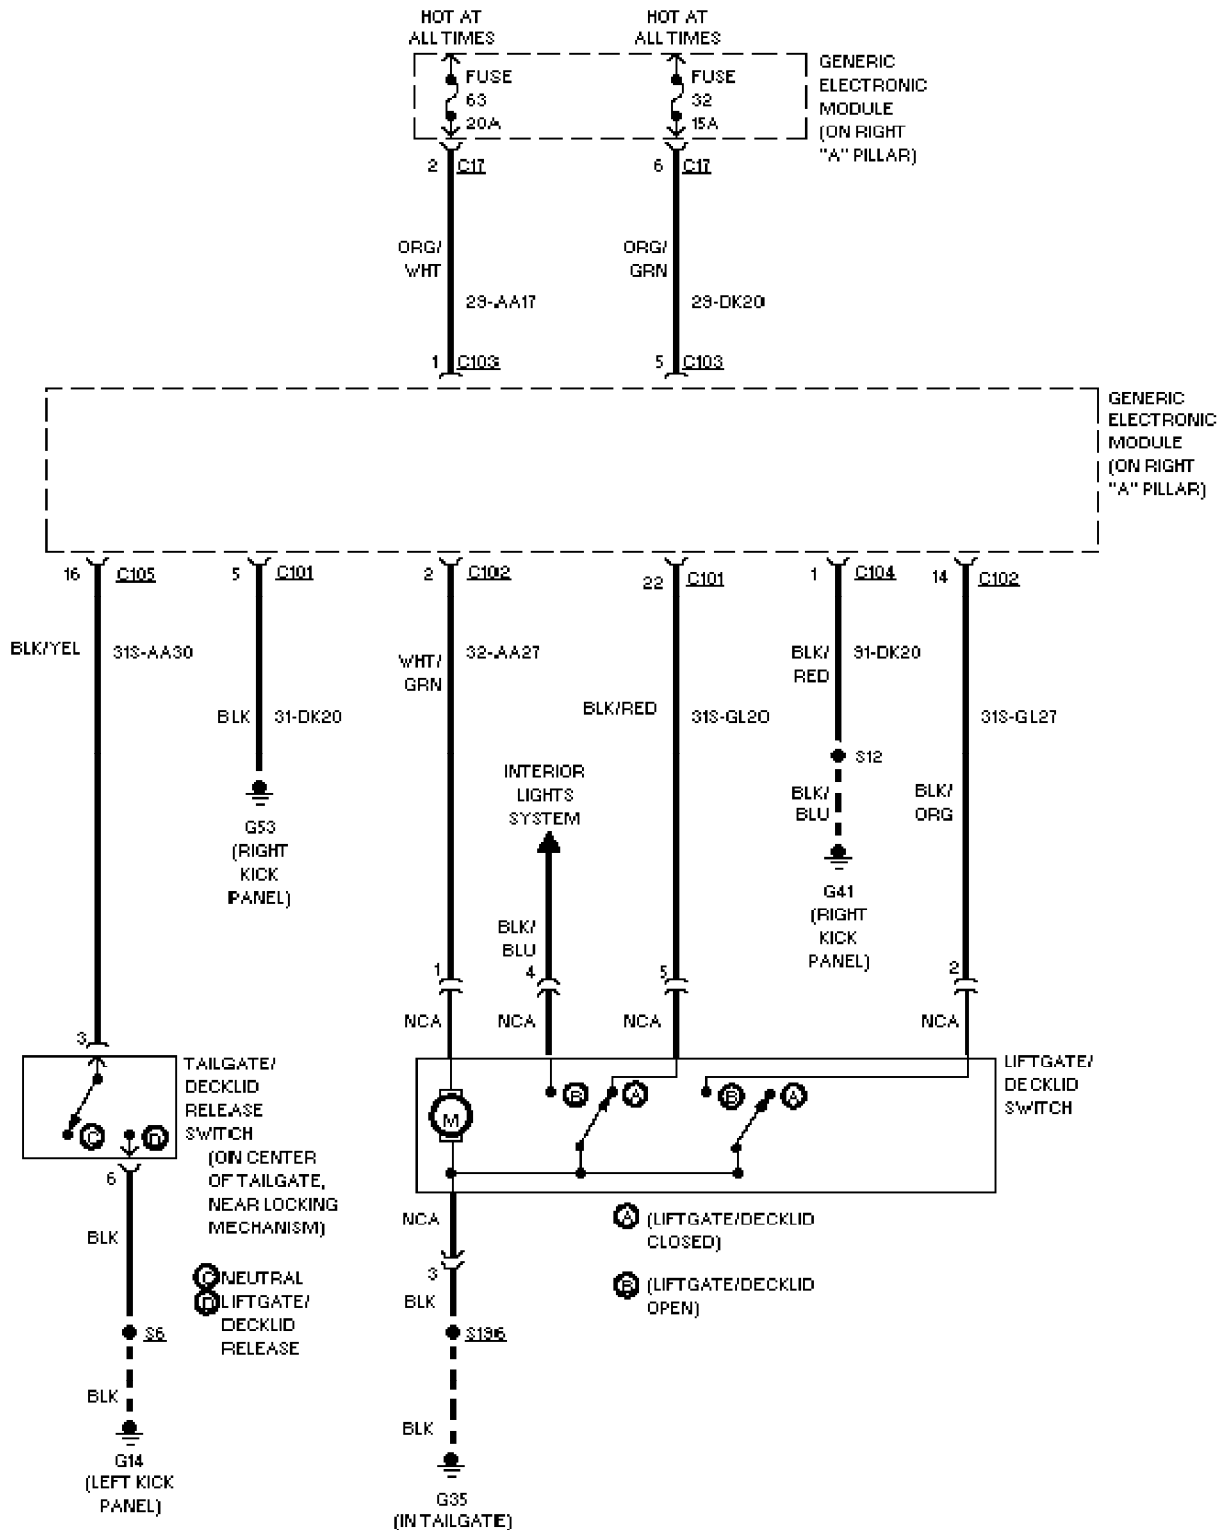 HOT AT
ALL TIMES
HOT AT
ALL TIMES
FUSE
63
20A
FUSE
32
15A
GENERIC
ELECTRONIC
MODULE
(ON RIGHT
"A" PILLAR)
2 C17
6 C17
ORG/
WHT
ORG/
GRN
29-AA17
29-DK20
1 C103
5 C103
GENERIC
ELECTRONIC
MODULE
(ON RIGHT
"A" PILLAR)
16 C105
5 C101
2 C102
22 C101
1 C104
14 C102
BLK/YEL
31S-AA30
BLK
31-DK20
WHT/
GRN
32-AA27
BLK/RED
31S-GL20
BLK/
RED
91-DK20
31S-GL27
S12
INTERIOR
LIGHTS
SYSTEM
BLK/
BLU
BLK/
ORG
G53
(RIGHT
KICK
PANEL)
G41
(RIGHT
KICK
PANEL)
BLK/
BLU
1
4
5
2
NCA
NCA
NCA
NCA
3
TAILGATE/
DECKLID
RELEASE
SWITCH
(ON CENTER
OF TAILGATE,
NEAR LOCKING
MECHANISM)
C
D
M
B
A
B
A
LIFTGATE/
DECKLID
SWITCH
6
BLK
NCA
A (LIFTGATE/DECKLID
CLOSED)
C NEUTRAL
D LIFTGATE/
DECKLID
RELEASE
3
BLK
B (LIFTGATE/DECKLID
OPEN)
S6
S196
BLK
BLK
G14
(LEFT KICK
PANEL)
G35
(IN TAILGATE)